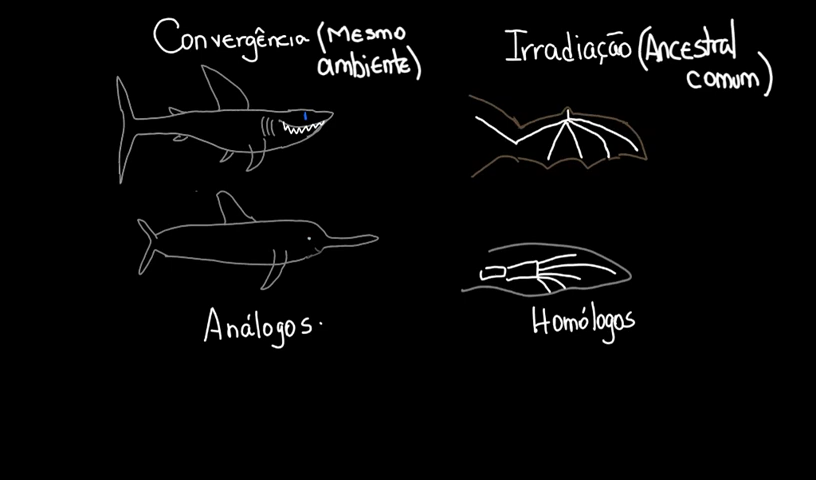 Convergência (Mesmo
ambiente)
Irradiação (Ancestral
comum)
Análogos.
Homólogos